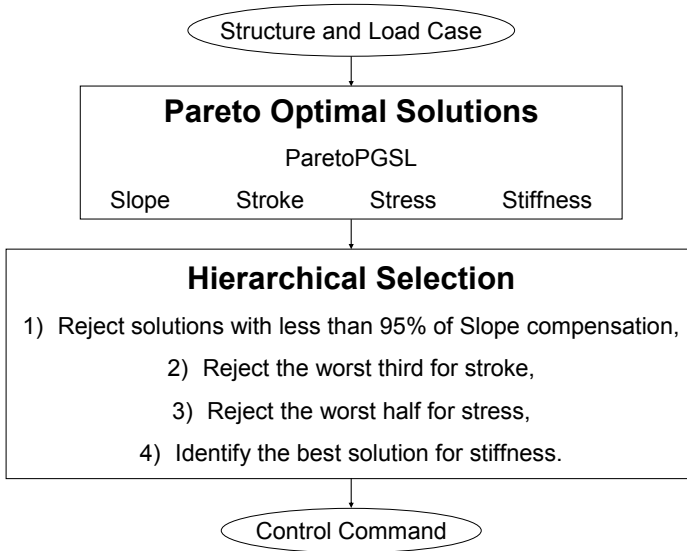 Structure and Load Case
Pareto Optimal Solutions
ParetoPGSL
Slope Stroke Stress Stiffness
Hierarchical Selection
1) Reject solutions with less than 95% of Slope compensation,
2) Reject the worst third for stroke,
3) Reject the worst half for stress,
4) Identify the best solution for stiffness.
Control Command